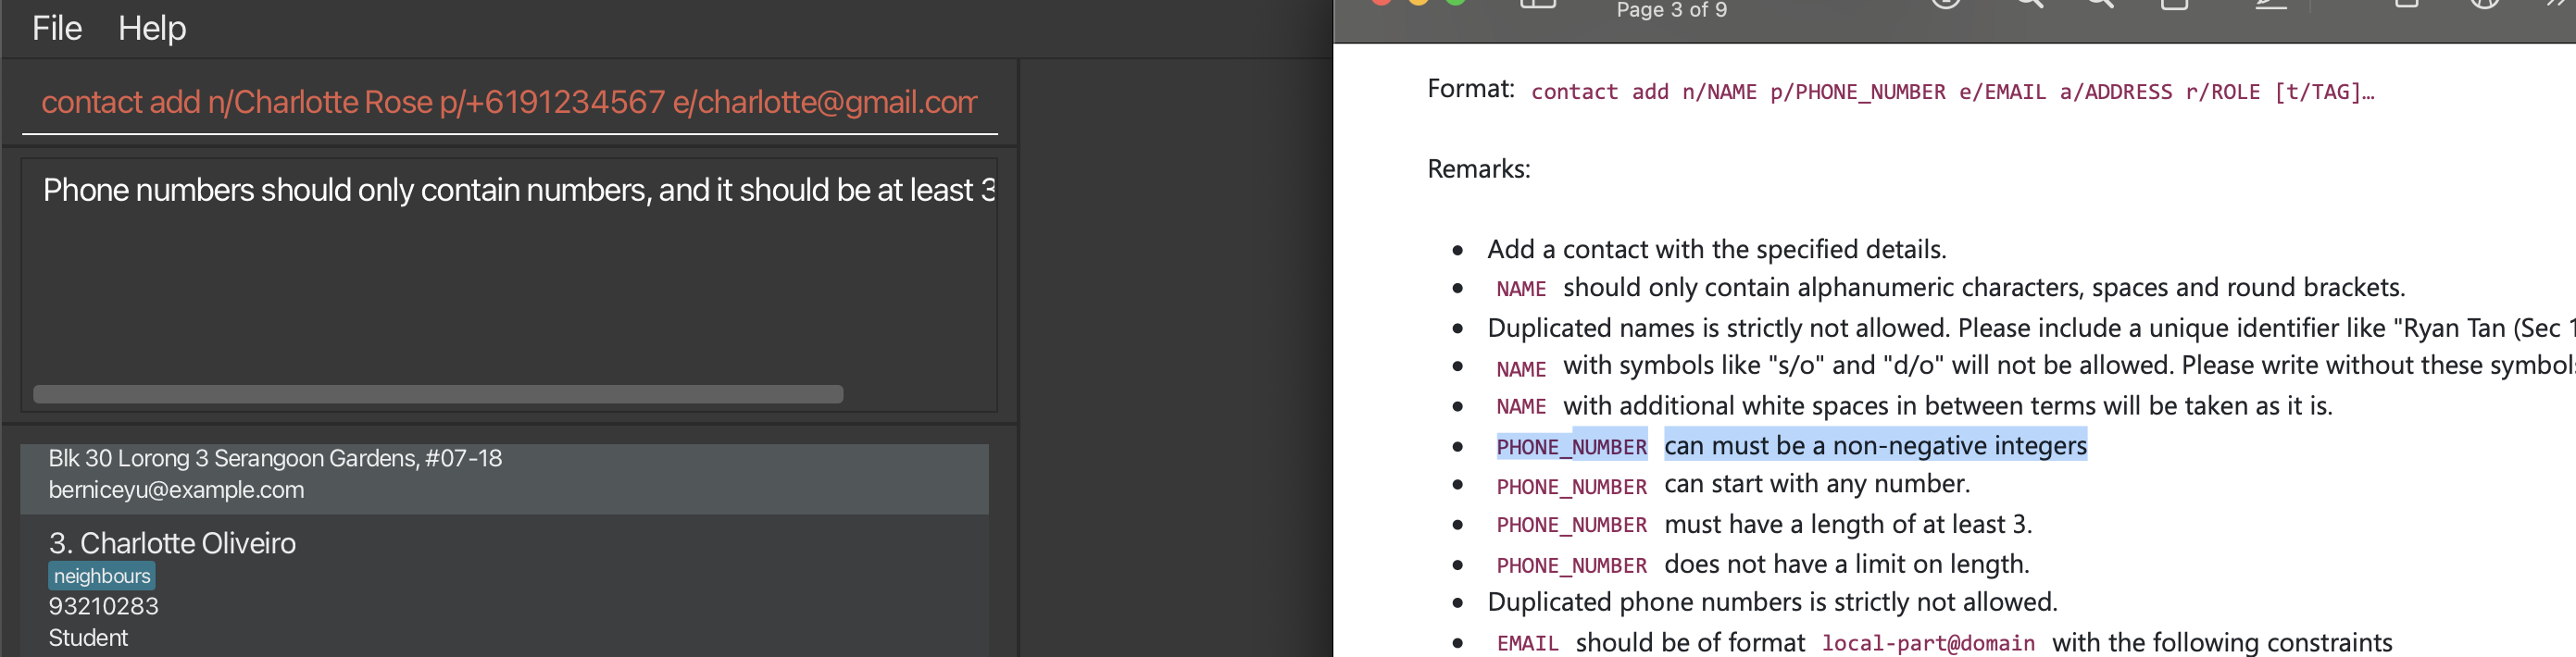 File Help
contact add n/Charlotte Rose p/+6191234567 e/charlotte@gmail.com
Phone numbers should only contain numbers, and it should be at least 3
Blk 30 Lorong 3 Serangoon Gardens, #07-18
berniceyu@example.com
3. Charlotte Oliveiro
neighbours
93210283
Student
Page 3 of 9
Format: contact add n/NAME p/PHONE_NUMBER e/EMAIL a/ADDRESS r/ROLE [t/TAG]…
Remarks:
• Add a contact with the specified details.
• NAME should only contain alphanumeric characters, spaces and round brackets.
• Duplicated names is strictly not allowed. Please include a unique identifier like "Ryan Tan (Sec 1
• NAME with symbols like "s/o" and "d/o" will not be allowed. Please write without these symbols
• NAME with additional white spaces in between terms will be taken as it is.
• PHONE_NUMBER can must be a non-negative integers
• PHONE_NUMBER can start with any number.
• PHONE_NUMBER must have a length of at least 3.
• PHONE_NUMBER does not have a limit on length.
• Duplicated phone numbers is strictly not allowed.
• EMAIL should be of format local-part@domain with the following constraints